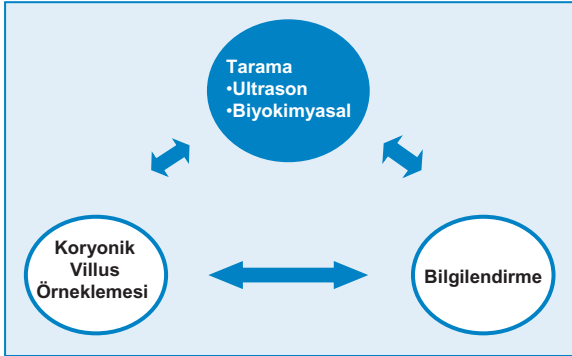 Tarama
•Ultrason
•Biyokimyasal
Koryonik
Villus
Örneklemesi
Bilgilendirme